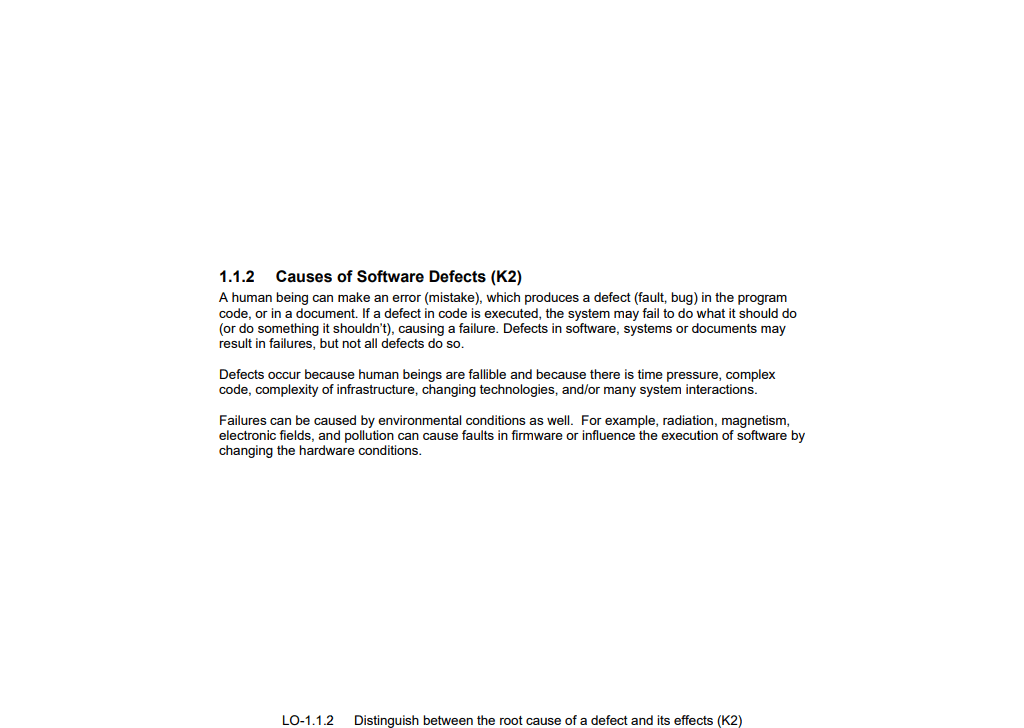 1.1.2 Causes of Software Defects (K2)
A human being can make an error (mistake), which produces a defect (fault, bug) in the program
code, or in a document. If a defect in code is executed, the system may fail to do what it should do
(or do something it shouldn't), causing a failure. Defects in software, systems or documents may
result in failures, but not all defects do so.
Defects occur because human beings are fallible and because there is time pressure, complex
code, complexity of infrastructure, changing technologies, and/or many system interactions.
Failures can be caused by environmental conditions as well.  For example, radiation, magnetism,
electronic fields, and pollution can cause faults in firmware or influence the execution of software by
changing the hardware conditions.
LO-1.1.2 Distinguish between the root cause of a defect and its effects (K2)